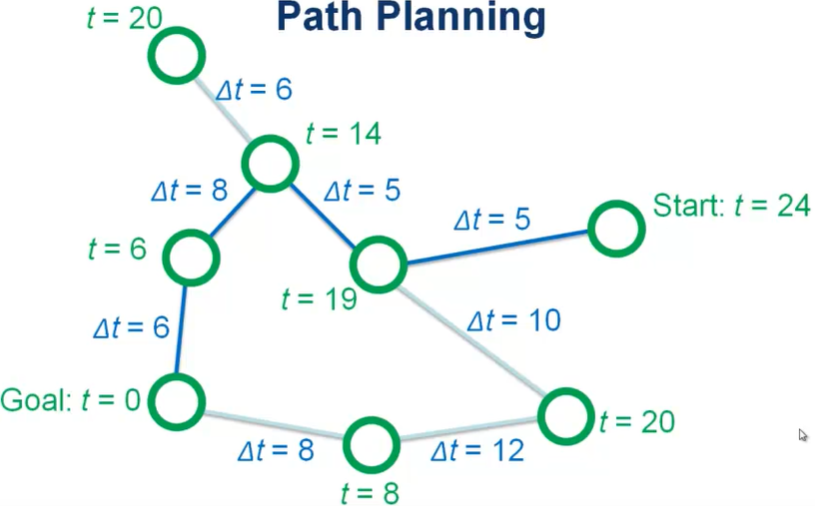 Path Planning
t = 20
Δt = 6
t = 14
Δt = 8
Δt = 5
Start: t = 24
Δt = 5
t = 6
t = 19
Δt = 6
Δt = 10
Goal: t = 0
t = 20
Δt = 8
Δt = 12
t = 8